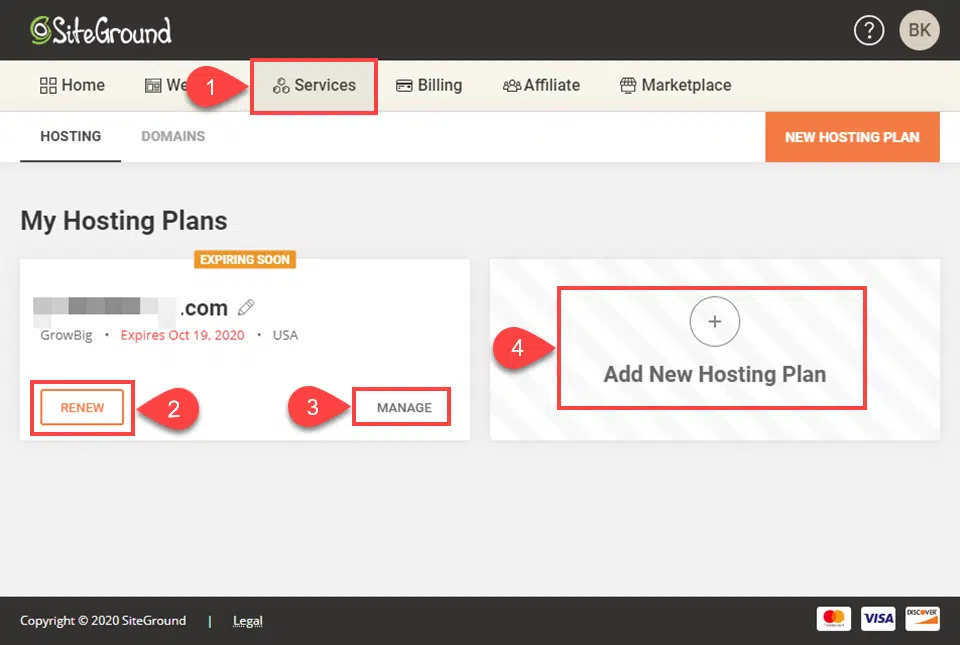 SiteGround ? BK
Home We Services Billing Affiliate Marketplace
1
HOSTING DOMAINS NEW HOSTING PLAN
My Hosting Plans
EXPIRING SOON
.com
GrowBig • Expires Oct 19, 2020 • USA
RENEW 2 3 MANAGE
4
+
Add New Hosting Plan
Copyright © 2020 SiteGround | Legal
VISA DISCOVER